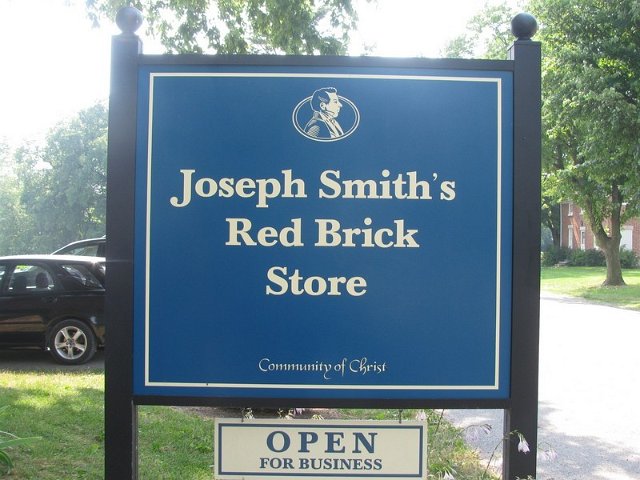 Joseph Smith's
Red Brick
Store
Community of Christ
OPEN
FOR BUSINESS